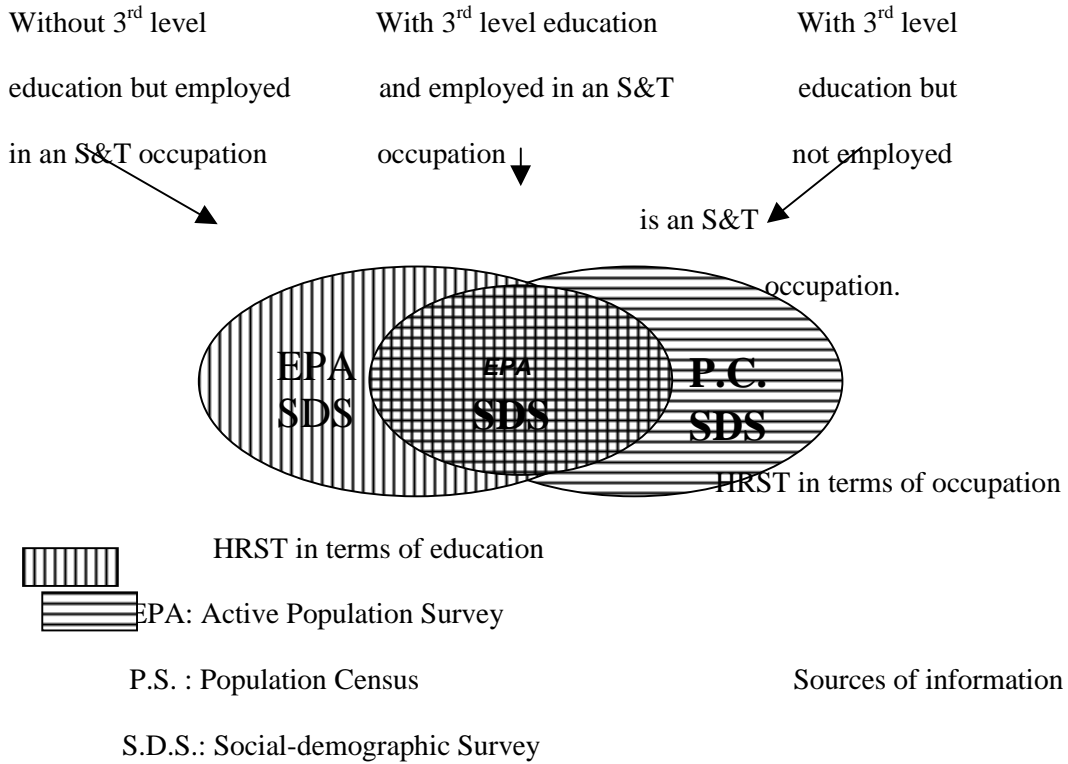 Without 3rd level With 3rd level education With 3rd level
education but employed and employed in an S&T education but
in an S&T occupation occupation not employed
is an S&T
occupation.
EPA EPA P.C.
SDS SDS SDS
HRST in terms of occupation
HRST in terms of education
EPA: Active Population Survey
P.S. : Population Census Sources of information
S.D.S.: Social-demographic Survey